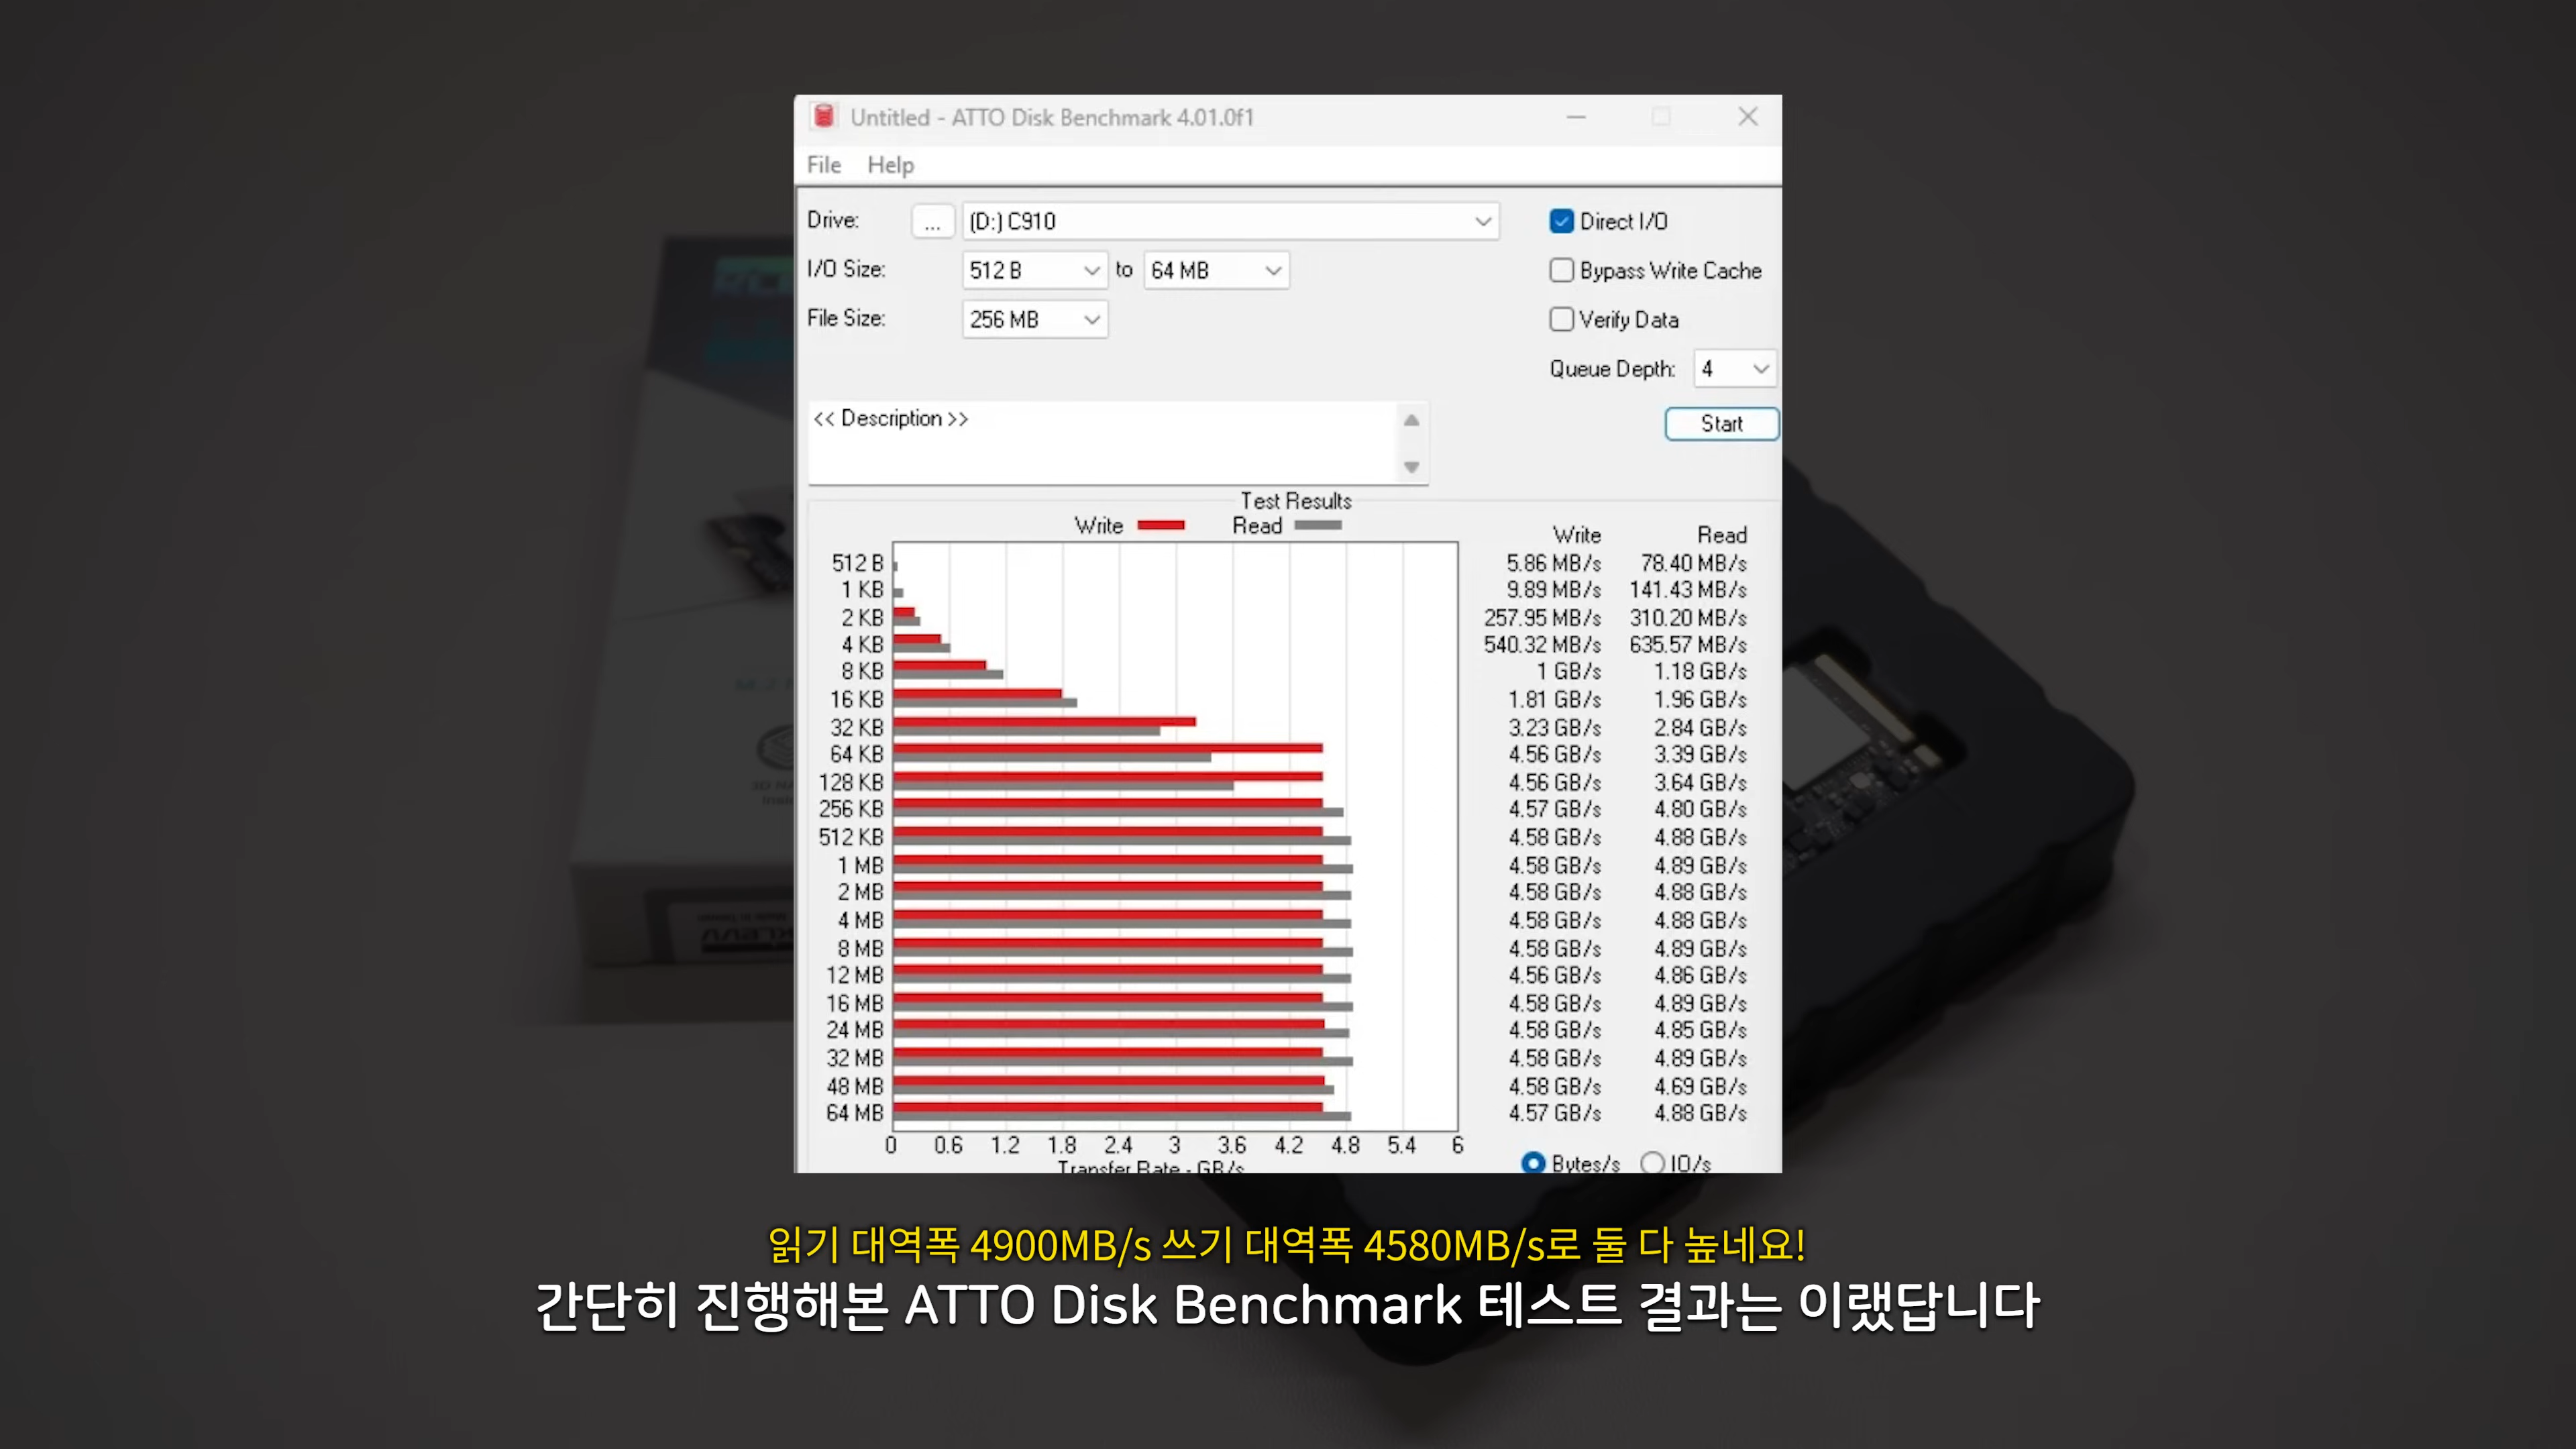 Untitled - ATTO Disk Benchmark 4.01.0f1
File Help
Drive: ... (D:) C910 Direct I/O
I/O Size: 512 B to 64 MB Bypass Write Cache
File Size: 256 MB Verify Data
Queue Depth: 4
<< Description >> Start
Test Results
Write Read
Write Read
512 B 5.86 MB/s 78.40 MB/s
1 KB 9.89 MB/s 141.43 MB/s
2 KB 257.95 MB/s 310.20 MB/s
4 KB 540.32 MB/s 635.57 MB/s
8 KB 1 GB/s 1.18 GB/s
16 KB 1.81 GB/s 1.96 GB/s
32 KB 3.23 GB/s 2.84 GB/s
64 KB 4.56 GB/s 3.39 GB/s
128 KB 4.56 GB/s 3.64 GB/s
256 KB 4.57 GB/s 4.80 GB/s
512 KB 4.58 GB/s 4.88 GB/s
1 MB 4.58 GB/s 4.89 GB/s
2 MB 4.58 GB/s 4.88 GB/s
4 MB 4.58 GB/s 4.88 GB/s
8 MB 4.58 GB/s 4.89 GB/s
12 MB 4.56 GB/s 4.86 GB/s
16 MB 4.58 GB/s 4.89 GB/s
24 MB 4.58 GB/s 4.85 GB/s
32 MB 4.58 GB/s 4.89 GB/s
48 MB 4.58 GB/s 4.69 GB/s
64 MB 4.57 GB/s 4.88 GB/s
0 0.6 1.2 1.8 2.4 3 3.6 4.2 4.8 5.4 6
Transfer Rate - GB/s Bytes/s IO/s
읽기 대역폭 4900MB/s 쓰기 대역폭 4580MB/s로 둘 다 높네요!
간단히 진행해본 ATTO Disk Benchmark 테스트 결과는 이랬답니다